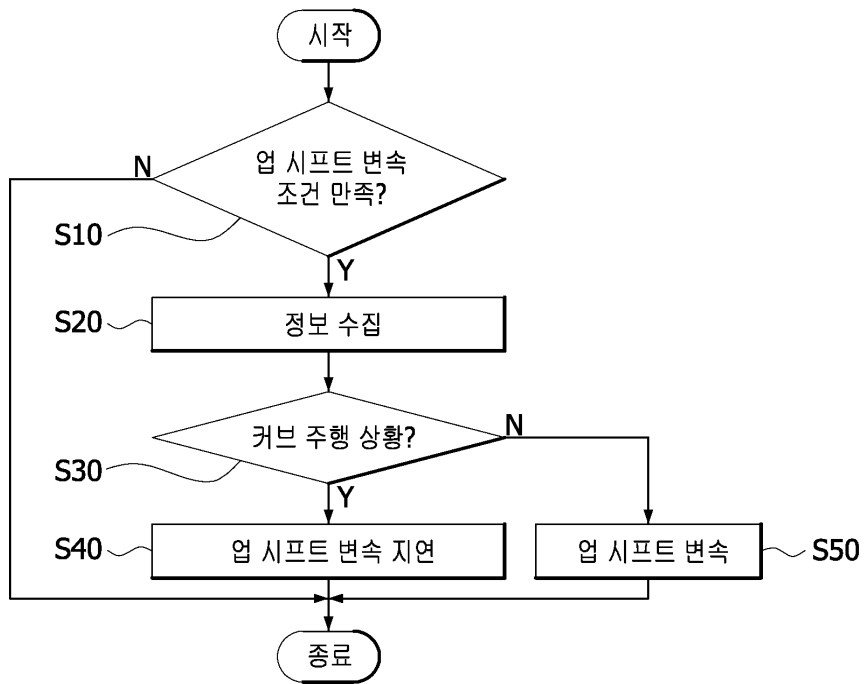 시작
업 시프트 변속
조건 만족?
N
S10
Y
S20
정보 수집
커브 주행 상황?
N
S30
Y
S40
업 시프트 변속 지연
업 시프트 변속
S50
종료